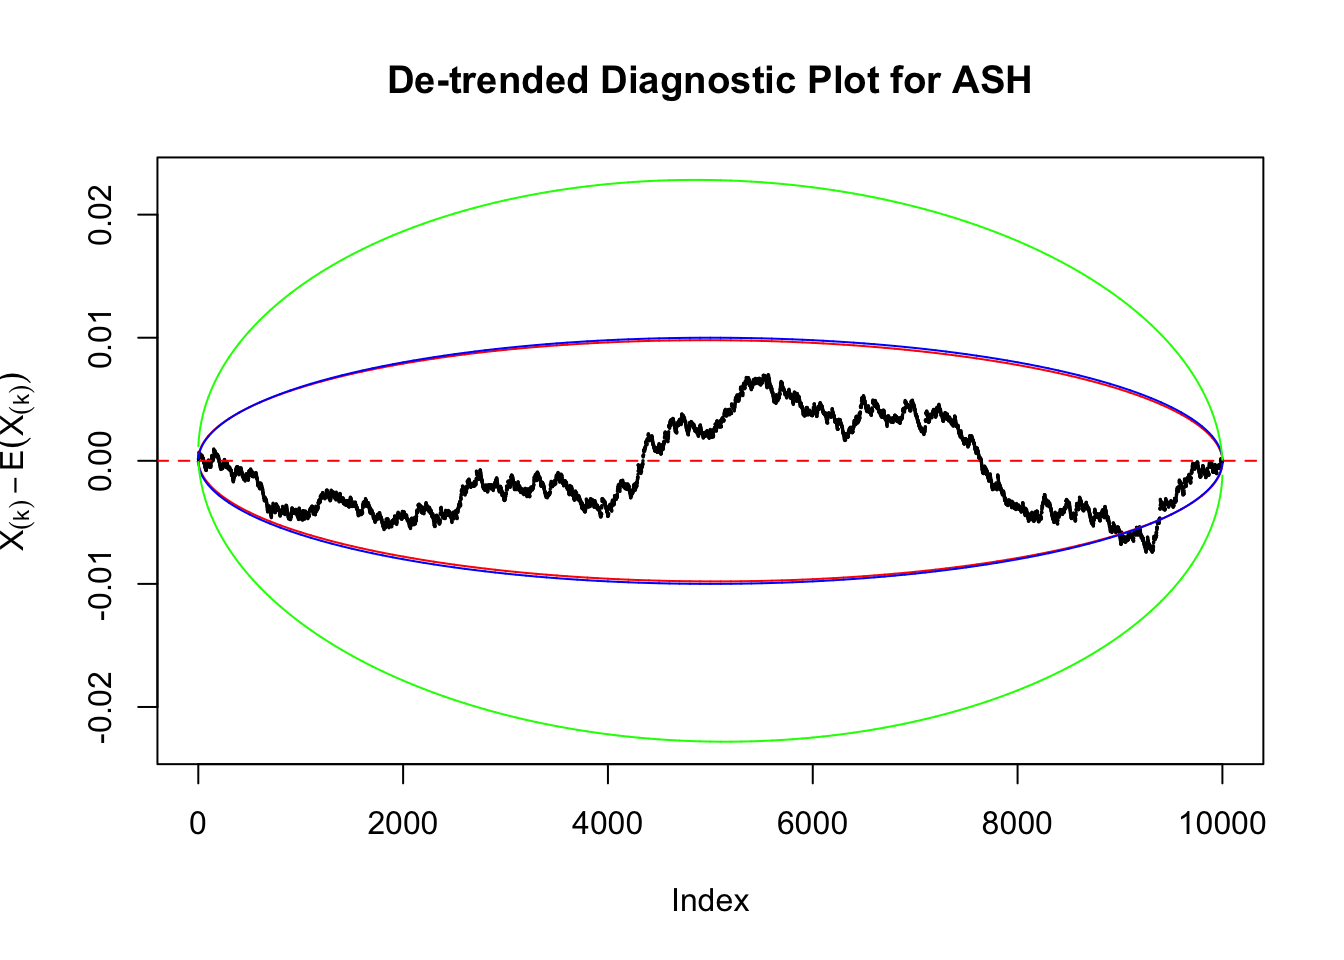 De-trended Diagnostic Plot for ASH
X(k) − E(X(k))
0.02
0.01
0.00
-0.01
-0.02
0 2000 4000 6000 8000 10000
Index